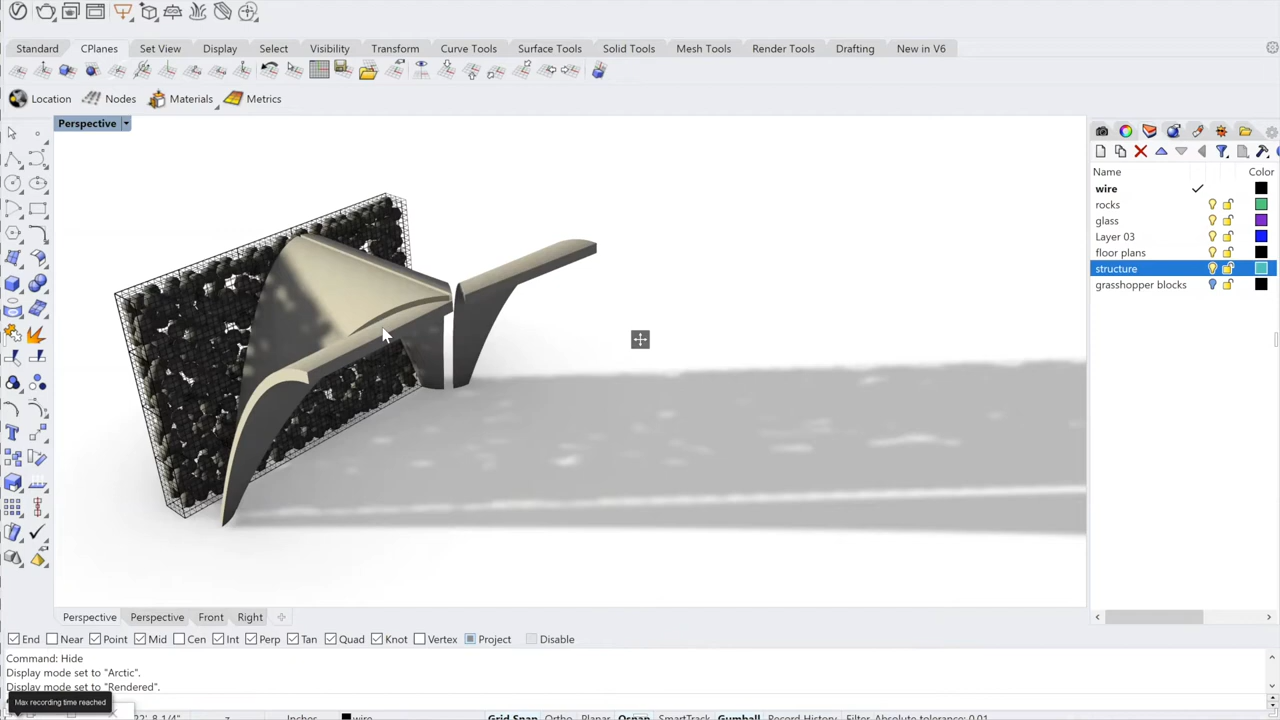 Standard CPlanes Set View Display Select Visibility Transform Curve Tools Surface Tools Solid Tools Mesh Tools Render Tools Drafting New in V6
Location Nodes Materials Metrics
Perspective
Name Color
wire
rocks
glass
Layer 03
floor plans
structure
grasshopper blocks
Perspective Perspective Front Right
End Near Point Mid Cen Int Perp Tan Quad Knot Vertex Project Disable
Command: Hide
Display mode set to "Arctic".
Display mode set to "Rendered".
Max recording time reached
22'-8 1/4" z Inches wire Grid Snap Ortho Planar Osnap SmartTrack Gumball Record History Filter Absolute tolerance: 0.01